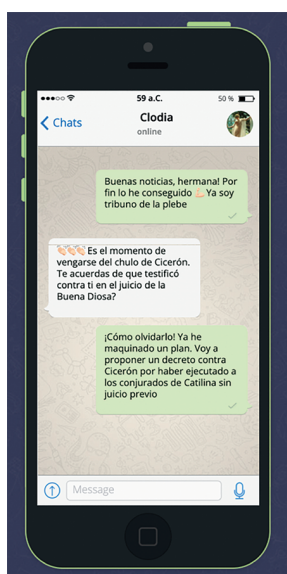 59 a.C.
50 %
Chats
Clodia
online
Buenas noticias, hermana! Por
fin lo he conseguido 💪🏻 Ya soy
tribuno de la plebe
👏🏻👏🏻👏🏻 Es el momento de
vengarse del chulo de Cicerón.
Te acuerdas de que testificó
contra ti en el juicio de la
Buena Diosa?
¡Cómo olvidarlo! Ya he
maquinado un plan. Voy a
proponer un decreto contra
Cicerón por haber ejecutado a
los conjurados de Catilina sin
juicio previo
Message